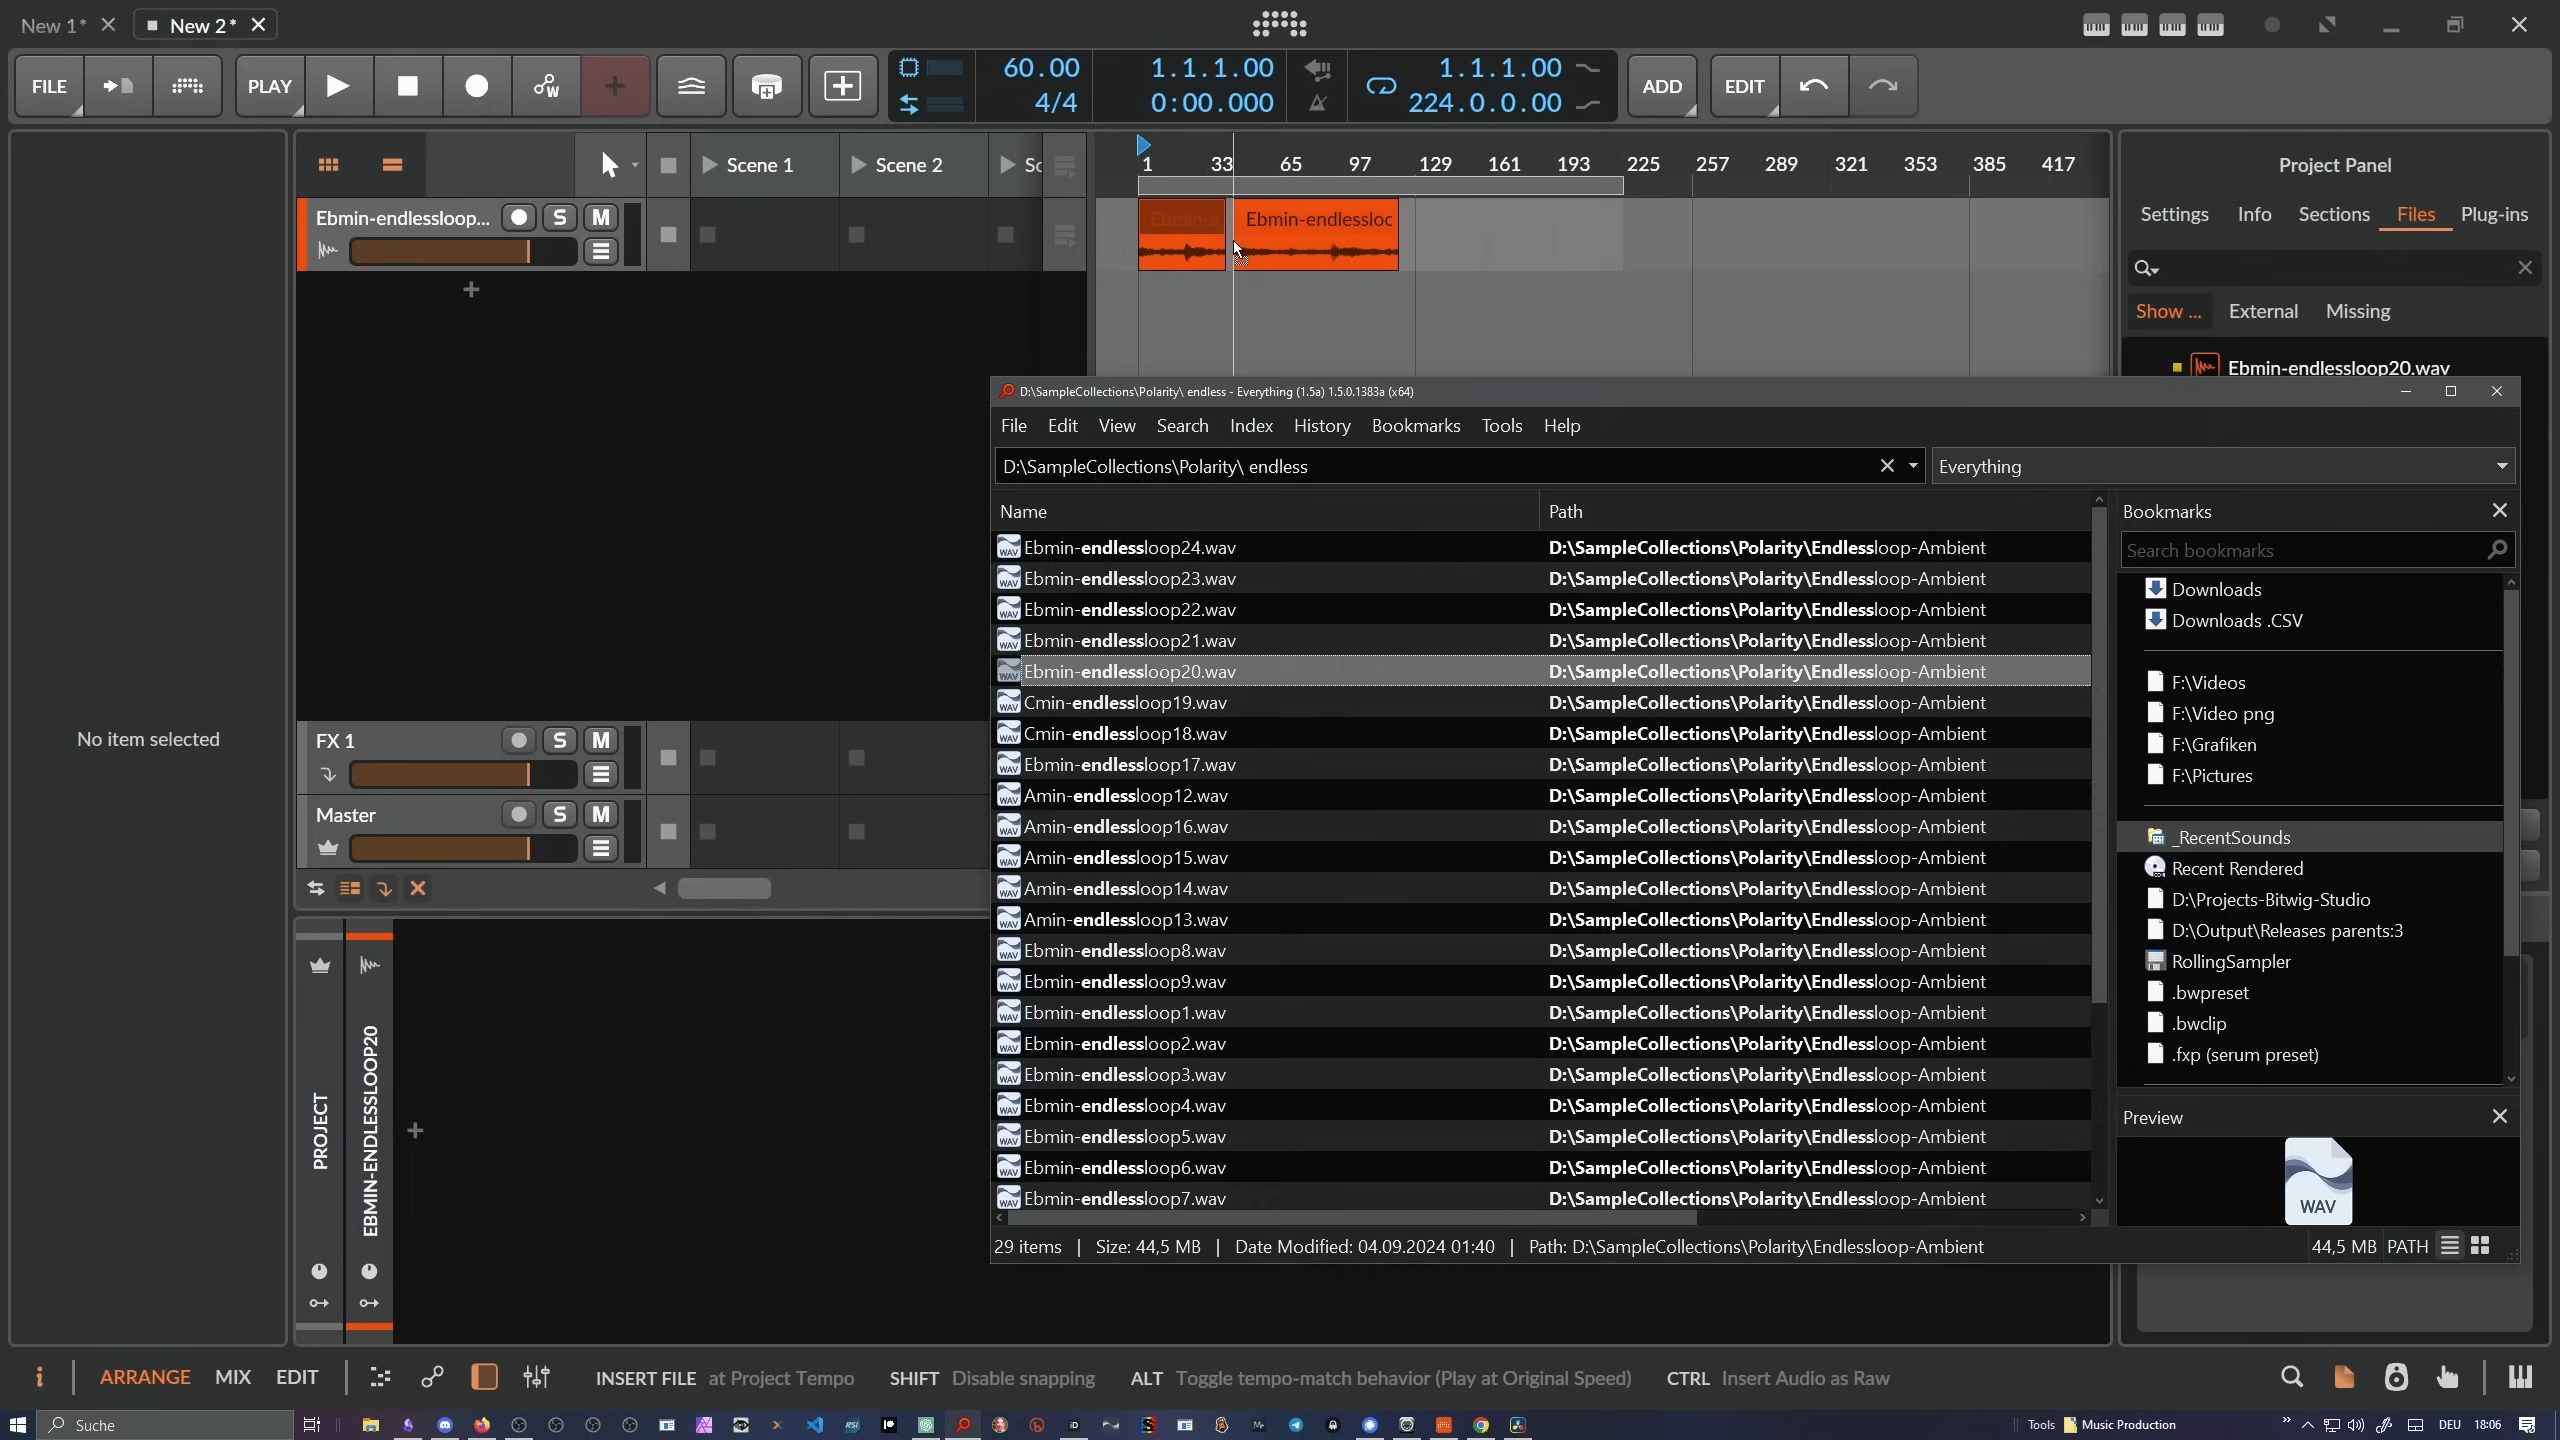 New 1*
New 2*
FILE
PLAY
60.00
4/4
1.1.1.00
0:00.000
1.1.1.00
224.0.0.00
ADD
EDIT
Scene 1
Scene 2
Sc
1 33 65 97 129 161 193 225 257 289 321 353 385 417
Project Panel
Settings Info Sections Files Plug-ins
Show ... External Missing
Ebmin-endlessloop20.wav
Ebmin-endlessloop...
S M
Ebmin-e
Ebmin-endlessloc
No item selected
FX 1
S M
Master
S M
PROJECT
EBMIN-ENDLESSLOOP20
D:\SampleCollections\Polarity\ endless - Everything (1.5a) 1.5.0.1383a (x64)
File Edit View Search Index History Bookmarks Tools Help
D:\SampleCollections\Polarity\ endless
Everything
Name Path
Ebmin-endlessloop24.wav D:\SampleCollections\Polarity\Endlessloop-Ambient
Ebmin-endlessloop23.wav D:\SampleCollections\Polarity\Endlessloop-Ambient
Ebmin-endlessloop22.wav D:\SampleCollections\Polarity\Endlessloop-Ambient
Ebmin-endlessloop21.wav D:\SampleCollections\Polarity\Endlessloop-Ambient
Ebmin-endlessloop20.wav D:\SampleCollections\Polarity\Endlessloop-Ambient
Cmin-endlessloop19.wav D:\SampleCollections\Polarity\Endlessloop-Ambient
Cmin-endlessloop18.wav D:\SampleCollections\Polarity\Endlessloop-Ambient
Ebmin-endlessloop17.wav D:\SampleCollections\Polarity\Endlessloop-Ambient
Amin-endlessloop12.wav D:\SampleCollections\Polarity\Endlessloop-Ambient
Amin-endlessloop16.wav D:\SampleCollections\Polarity\Endlessloop-Ambient
Amin-endlessloop15.wav D:\SampleCollections\Polarity\Endlessloop-Ambient
Amin-endlessloop14.wav D:\SampleCollections\Polarity\Endlessloop-Ambient
Amin-endlessloop13.wav D:\SampleCollections\Polarity\Endlessloop-Ambient
Ebmin-endlessloop8.wav D:\SampleCollections\Polarity\Endlessloop-Ambient
Ebmin-endlessloop9.wav D:\SampleCollections\Polarity\Endlessloop-Ambient
Ebmin-endlessloop1.wav D:\SampleCollections\Polarity\Endlessloop-Ambient
Ebmin-endlessloop2.wav D:\SampleCollections\Polarity\Endlessloop-Ambient
Ebmin-endlessloop3.wav D:\SampleCollections\Polarity\Endlessloop-Ambient
Ebmin-endlessloop4.wav D:\SampleCollections\Polarity\Endlessloop-Ambient
Ebmin-endlessloop5.wav D:\SampleCollections\Polarity\Endlessloop-Ambient
Ebmin-endlessloop6.wav D:\SampleCollections\Polarity\Endlessloop-Ambient
Ebmin-endlessloop7.wav D:\SampleCollections\Polarity\Endlessloop-Ambient
Bookmarks
Search bookmarks
Downloads
Downloads .CSV
F:\Videos
F:\Video png
F:\Grafiken
F:\Pictures
_RecentSounds
Recent Rendered
D:\Projects-Bitwig-Studio
D:\Output\Releases parents:3
RollingSampler
.bwpreset
.bwclip
.fxp (serum preset)
Preview
WAV
29 items | Size: 44,5 MB | Date Modified: 04.09.2024 01:40 | Path: D:\SampleCollections\Polarity\Endlessloop-Ambient
44,5 MB PATH
ARRANGE MIX EDIT
INSERT FILE at Project Tempo SHIFT Disable snapping ALT Toggle tempo-match behavior (Play at Original Speed) CTRL Insert Audio as Raw
Suche
Tools Music Production
DEU 18:06